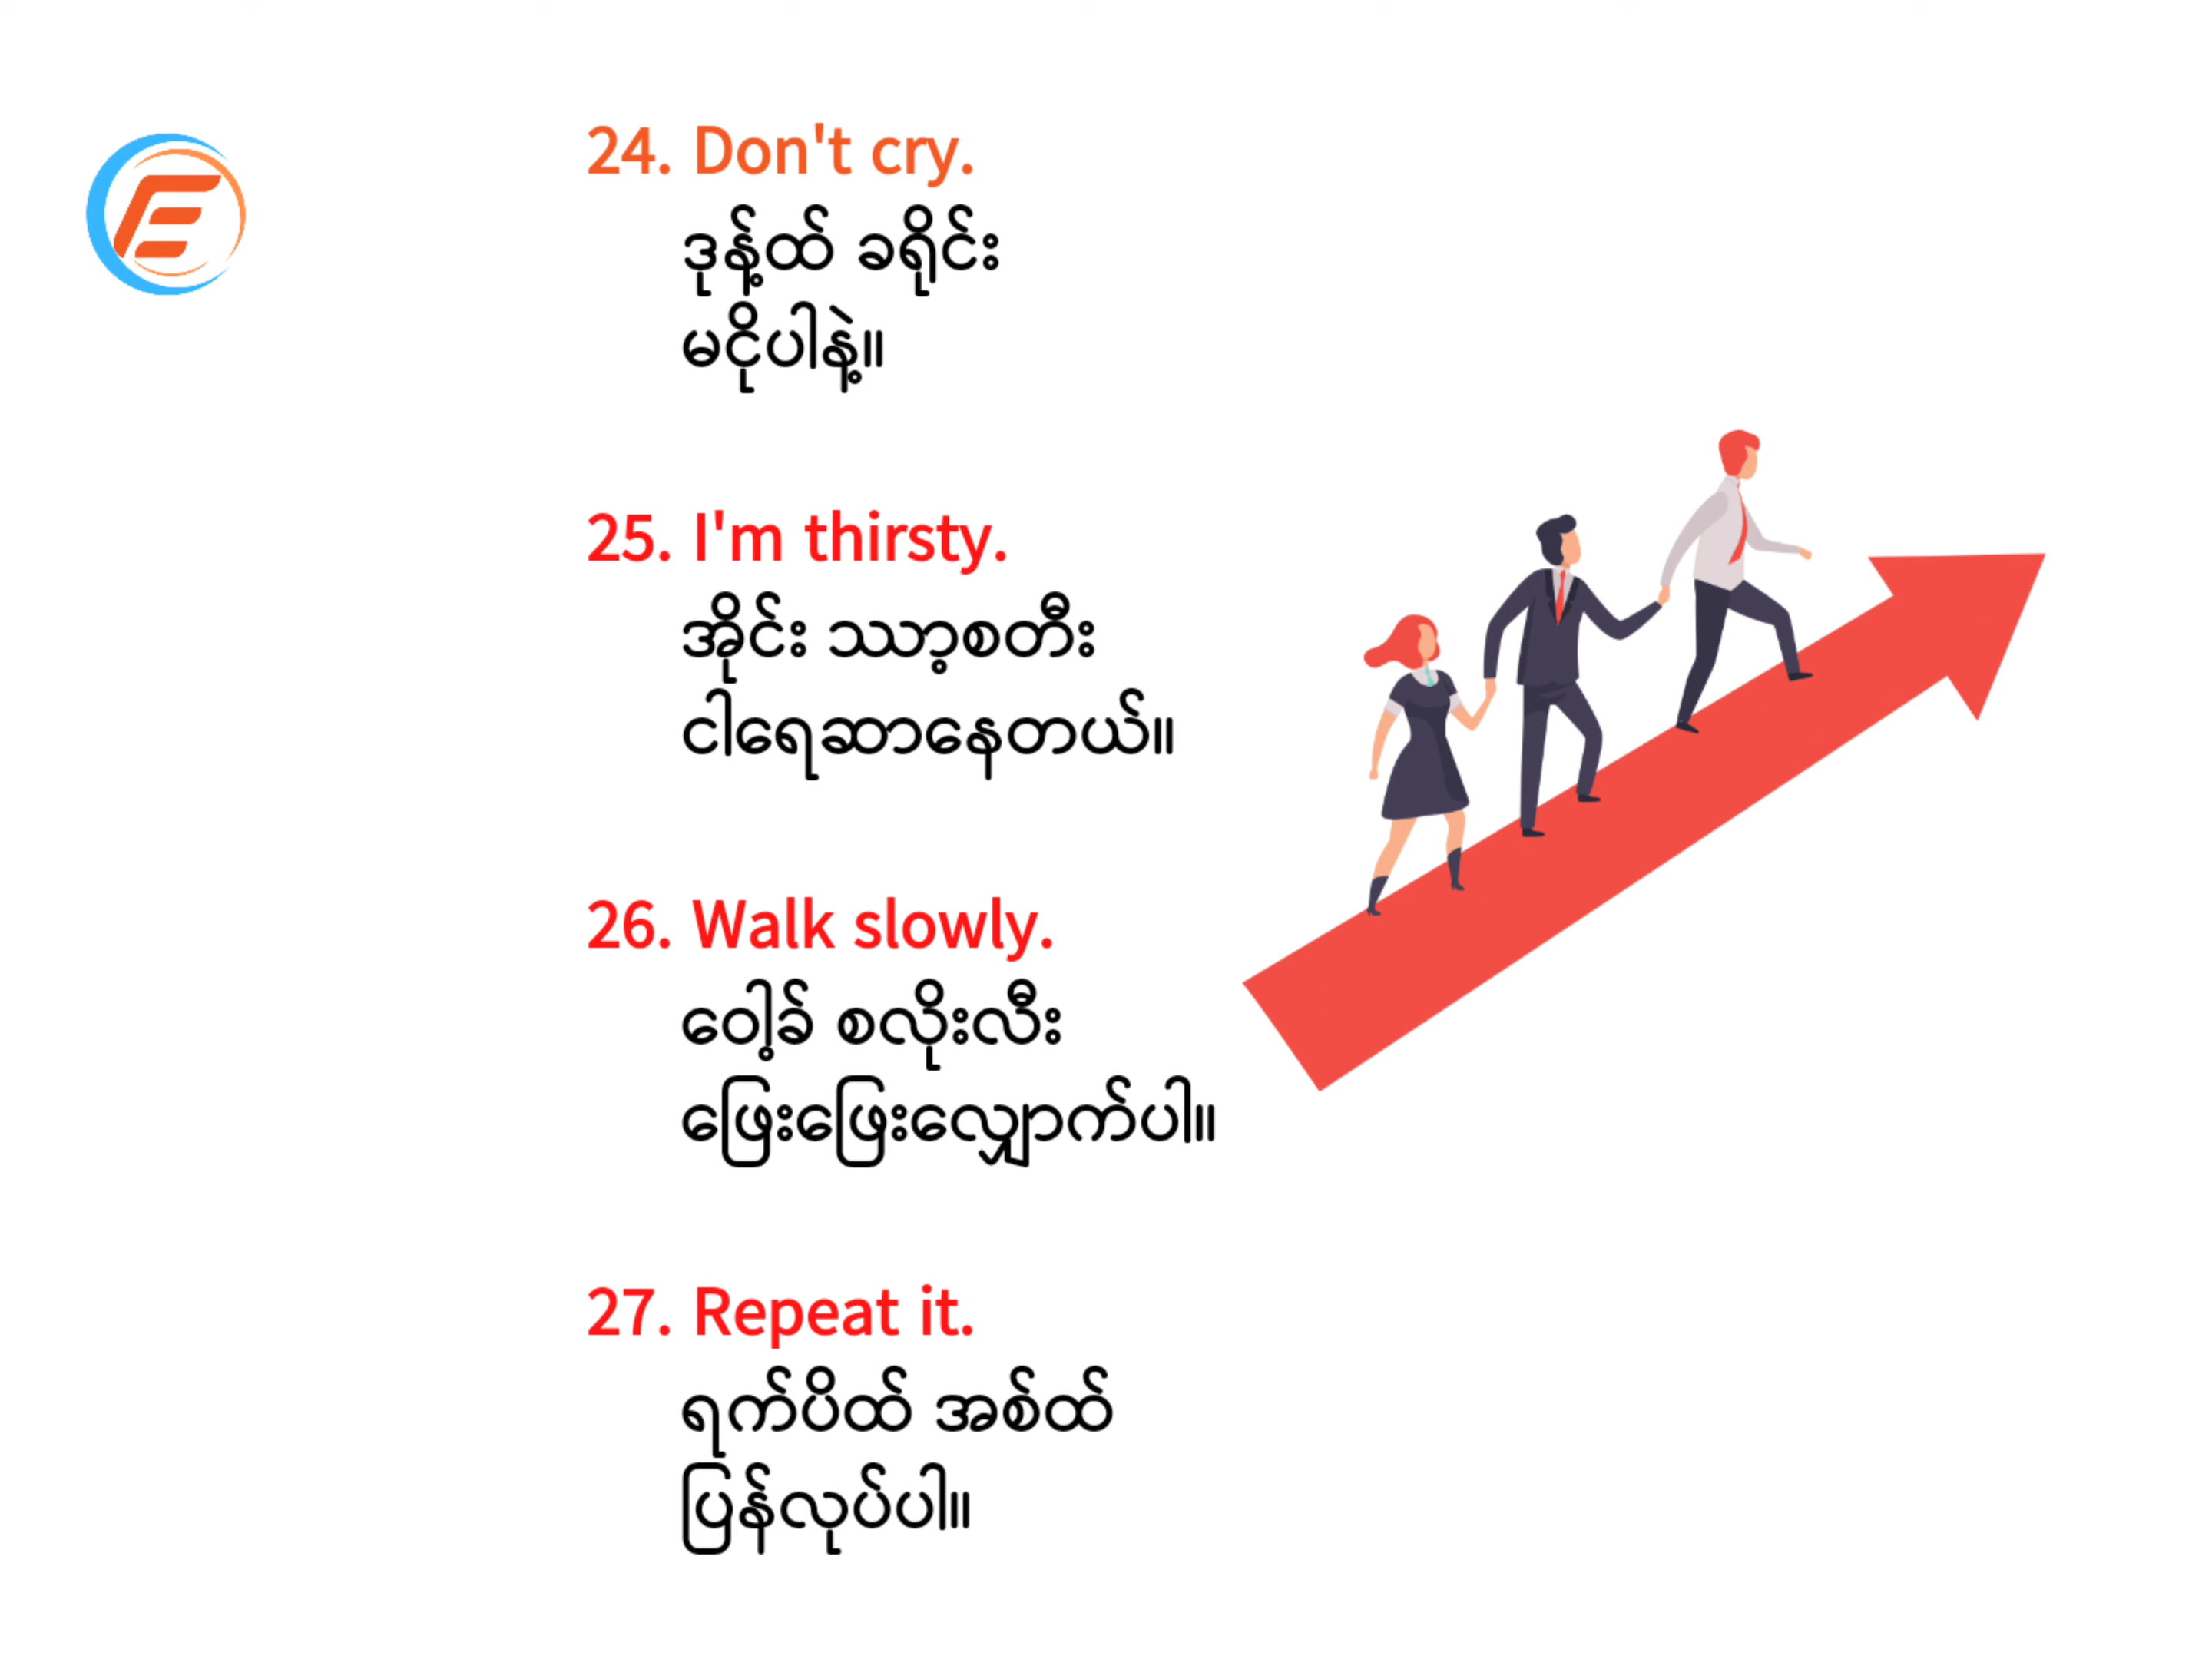 24. Don't cry.
ဒုန့်ထ် ခရိုင်း
မငိုပါနဲ့။
25. I'm thirsty.
အိုင်း ဿာ့စတီး
ငါရေဆာနေတယ်။
26. Walk slowly.
ဝေါ့ခ် စလိုးလီး
ဖြေးဖြေးလျှောက်ပါ။
27. Repeat it.
ရက်ပိထ် အစ်ထ်
ပြန်လုပ်ပါ။